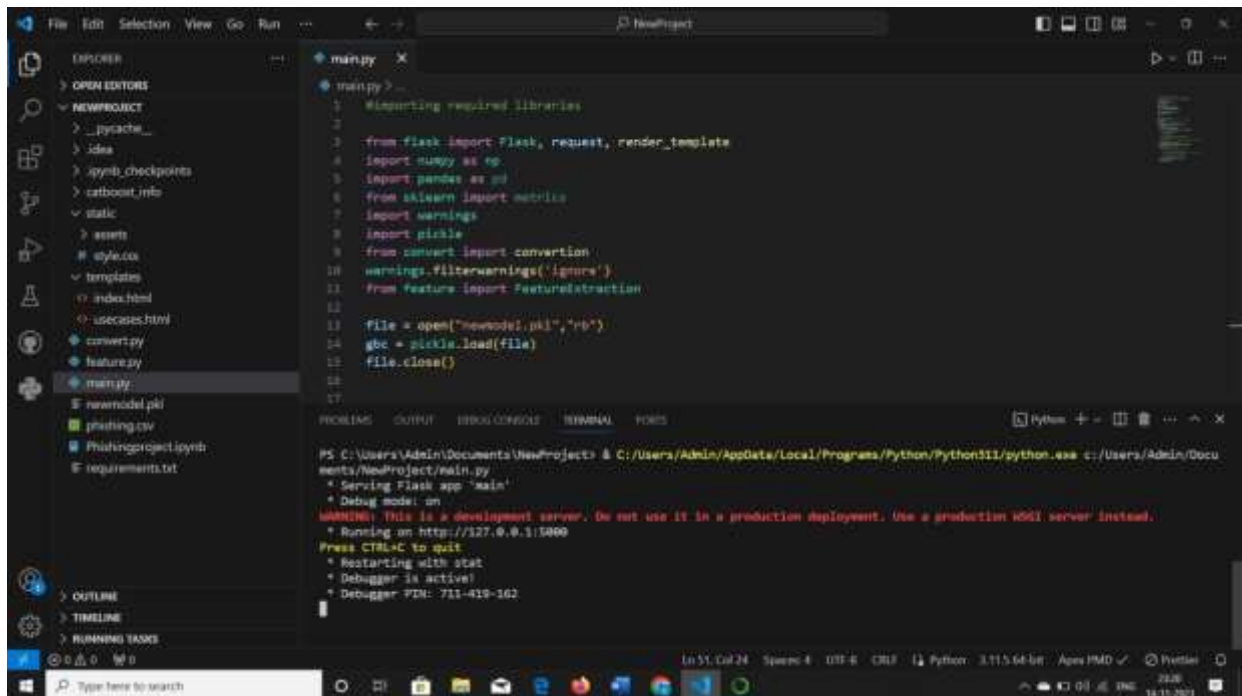 File Edit Selection View Go Run ... NewProject
EXPLORER ...
> OPEN EDITORS
NEWPROJECT
> __pycache__
> .idea
> .ipynb_checkpoints
> catboost_info
static
> assets
# style.css
templates
<> index.html
<> usecases.html
convert.py
feature.py
main.py
newmodel.pkl
phishing.csv
Phishingproject.ipynb
requirements.txt
> OUTLINE
> TIMELINE
> RUNNING TASKS
main.py X
main.py > ...
1 #importing required libraries
2
3 from flask import Flask, request, render_template
4 import numpy as np
5 import pandas as pd
6 from sklearn import metrics
7 import warnings
8 import pickle
9 from convert import convertion
10 warnings.filterwarnings('ignore')
11 from feature import FeatureExtraction
12
13 file = open("newmodel.pkl","rb")
14 gbc = pickle.load(file)
15 file.close()
16
17
PROBLEMS OUTPUT DEBUG CONSOLE TERMINAL PORTS Python
PS C:\Users\Admin\Documents\NewProject> & C:/Users/Admin/AppData/Local/Programs/Python/Python311/python.exe c:/Users/Admin/Docu
ments/NewProject/main.py
* Serving Flask app 'main'
* Debug mode: on
WARNING: This is a development server. Do not use it in a production deployment. Use a production WSGI server instead.
* Running on http://127.0.0.1:5000
Press CTRL+C to quit
* Restarting with stat
* Debugger is active!
* Debugger PIN: 711-419-162
0 0 0 Ln 51, Col 24 Spaces: 4 UTF-8 CRLF Python 3.11.5 64-bit Apex PMD Prettier
Type here to search ENG